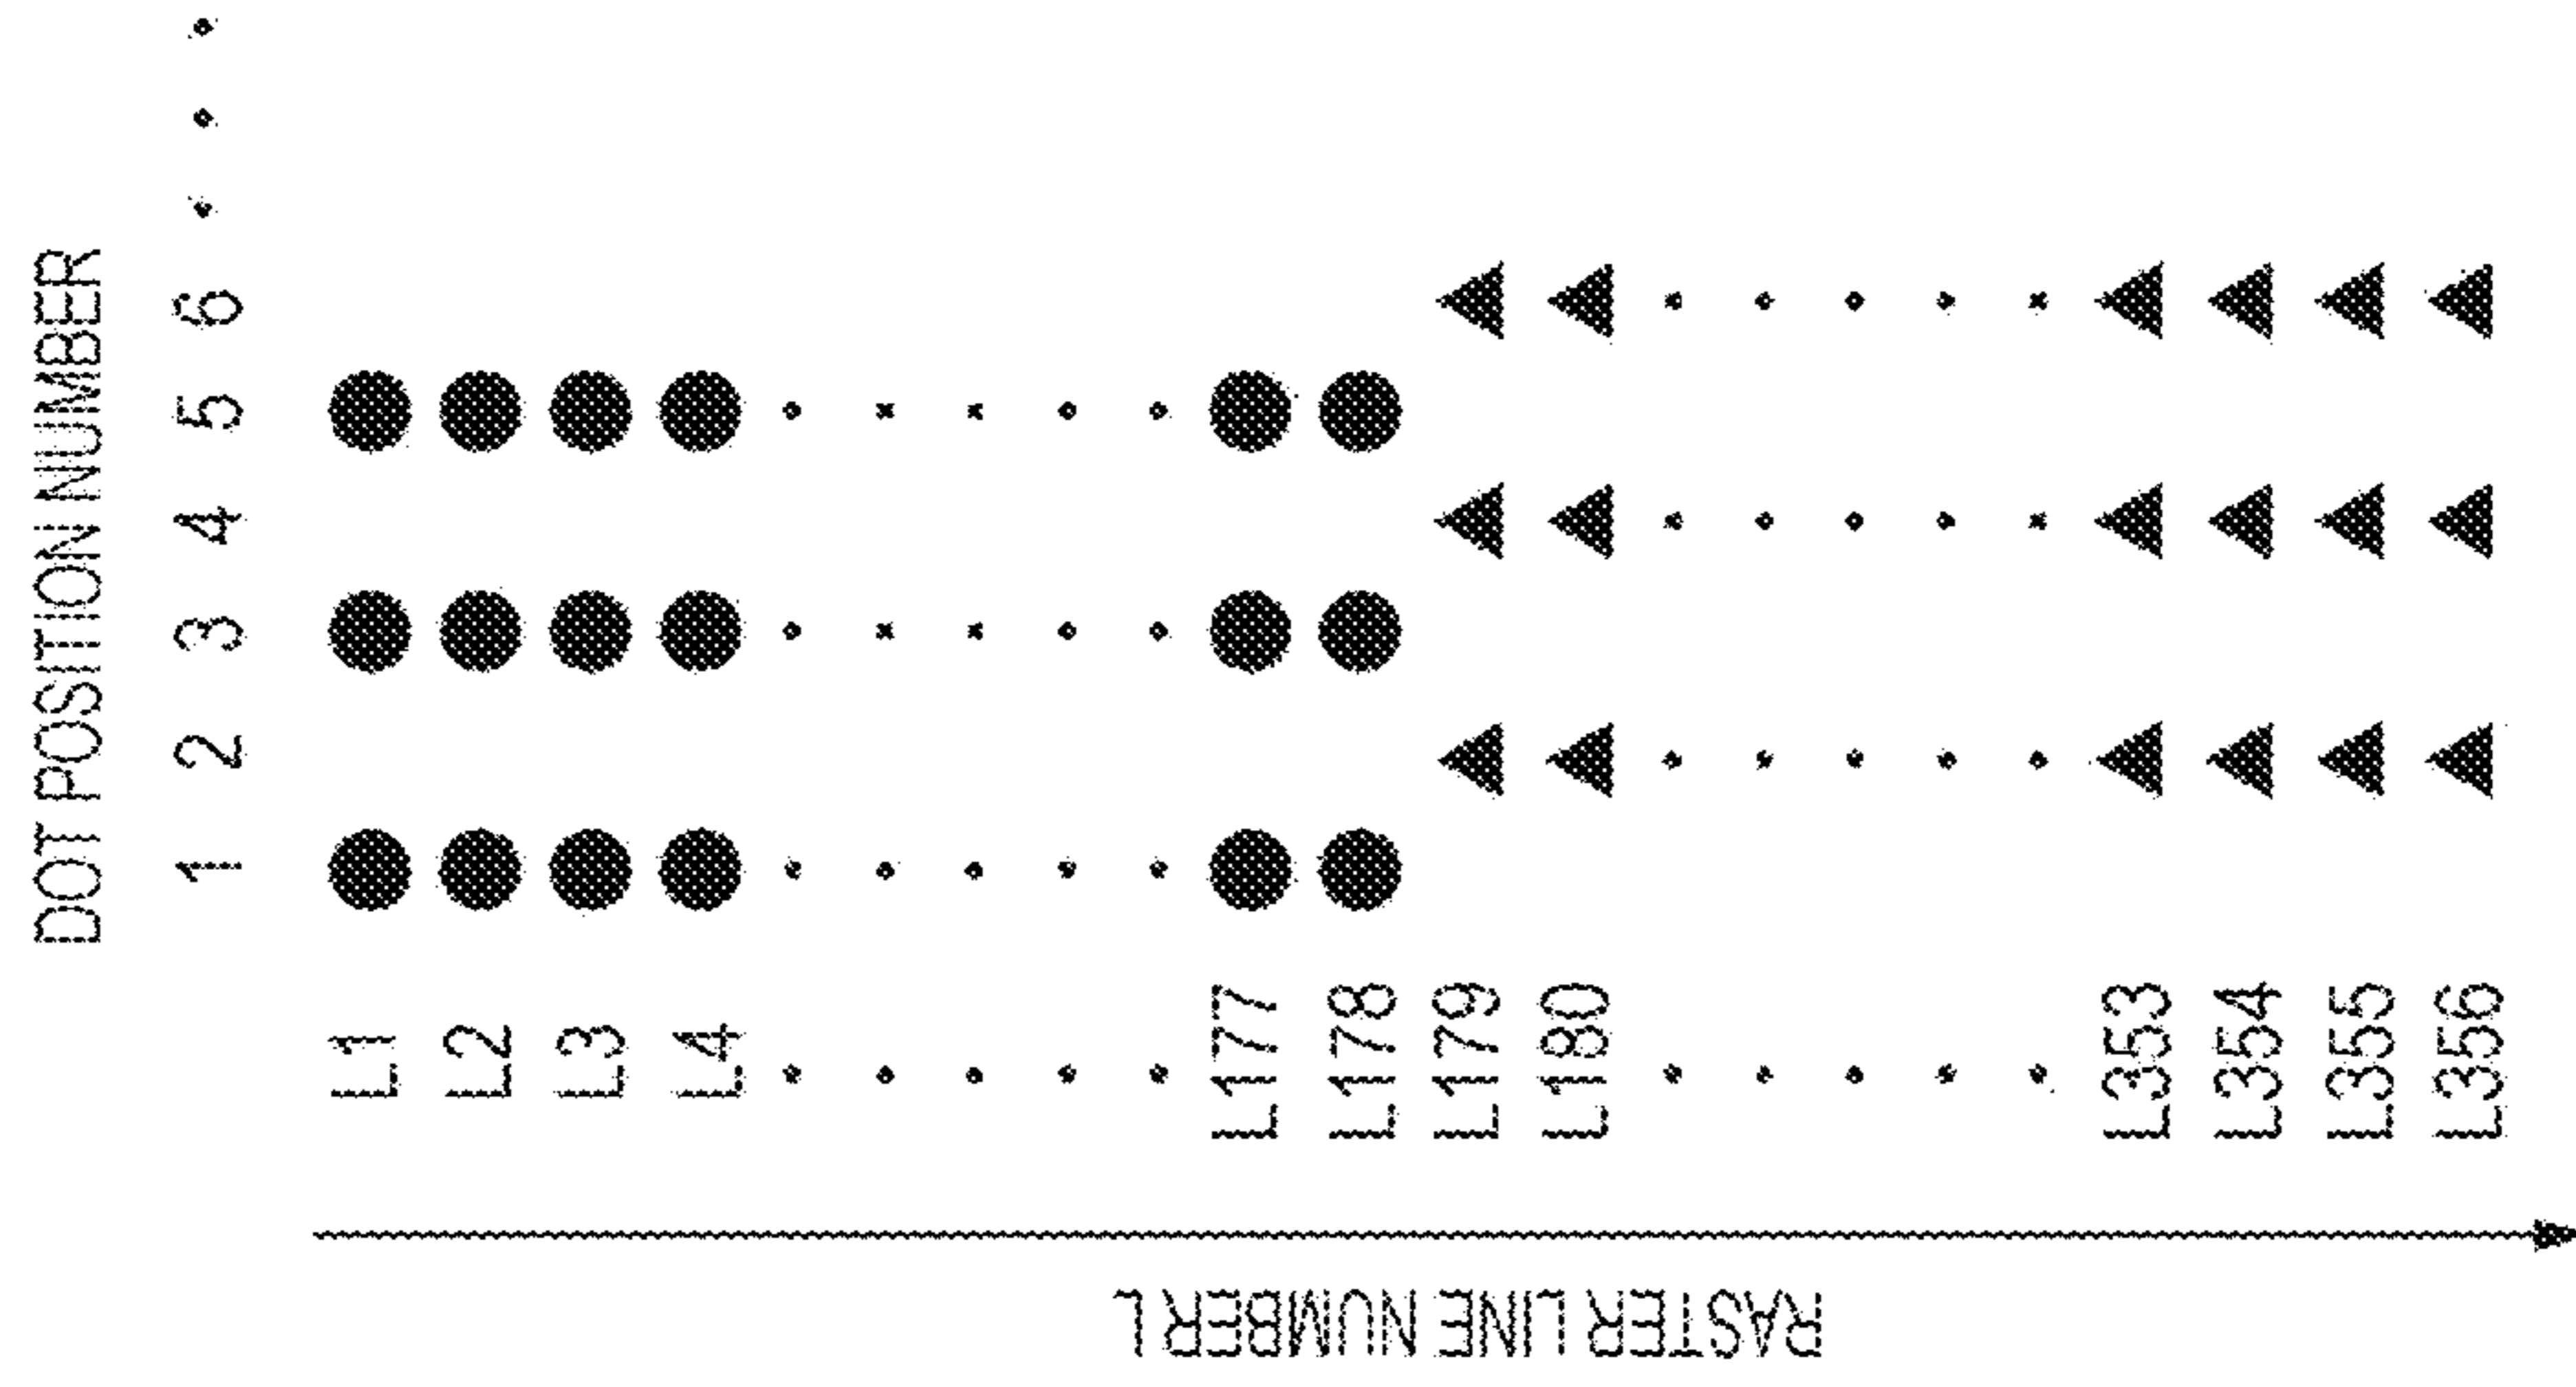 DOT POSITION NUMBER
1 2 3 4 5 6
L1
L2
L3
L4
L177
L178
L179
L180
L353
L354
L355
L356
RASTER LINE NUMBER L